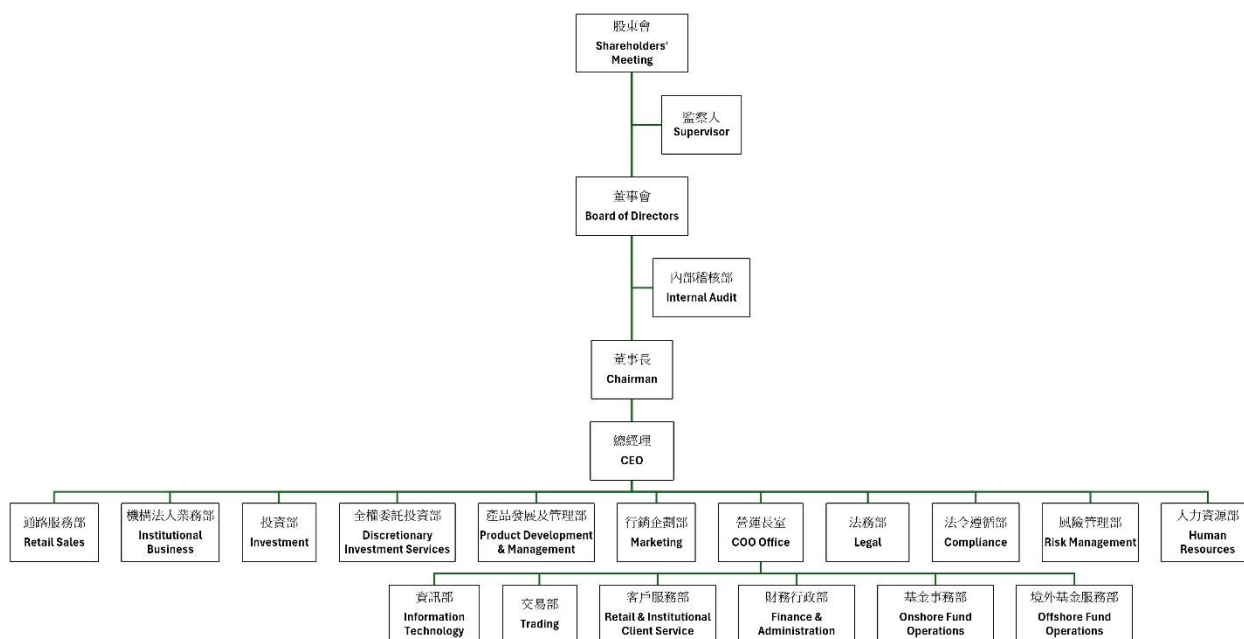 股東會
Shareholders'
Meeting
監察人
Supervisor
董事會
Board of Directors
內部稽核部
Internal Audit
董事長
Chairman
總經理
CEO
通路服務部
Retail Sales
機構法人業務部
Institutional
Business
投資部
Investment
全權委託投資部
Discretionary
Investment Services
產品發展及管理部
Product Development
& Management
行銷企劃部
Marketing
營運長室
COO Office
法務部
Legal
法令遵循部
Compliance
風險管理部
Risk Management
人力資源部
Human
Resources
資訊部
Information
Technology
交易部
Trading
客戶服務部
Retail & Institutional
Client Service
財務行政部
Finance &
Administration
基金事務部
Onshore Fund
Operations
境外基金服務部
Offshore Fund
Operations